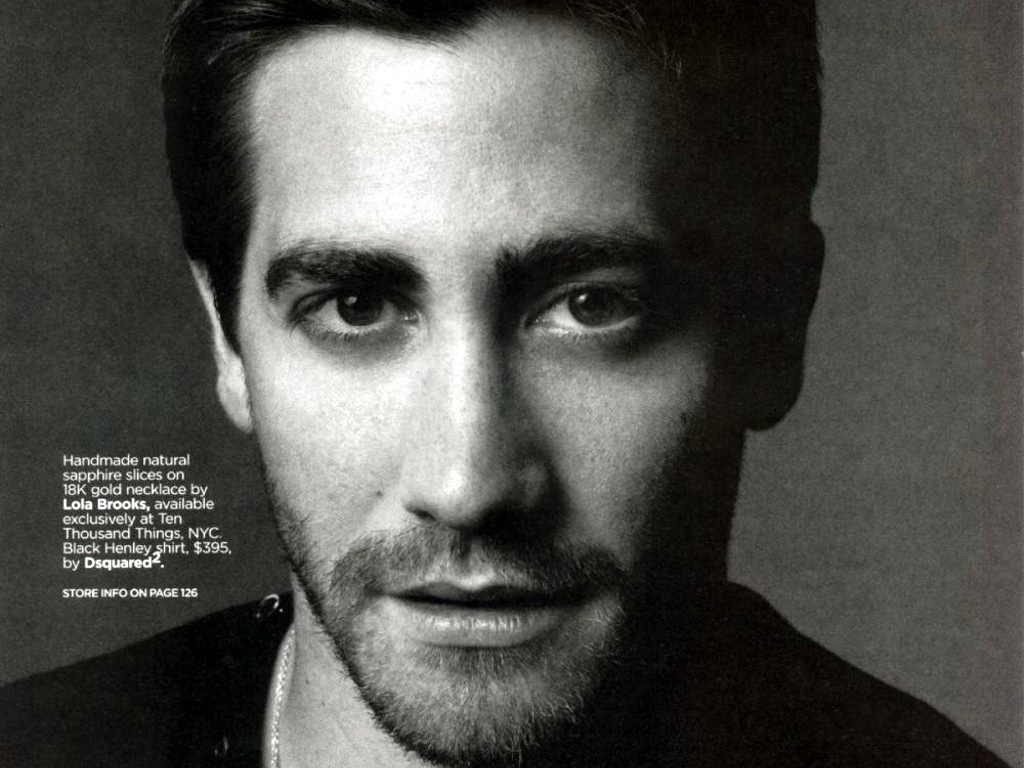 Handmade natural
sapphire slices on
18K gold necklace by
Lola Brooks, available
exclusively at Ten
Thousand Things, NYC.
Black Henley shirt, $395,
by Dsquared².
STORE INFO ON PAGE 126